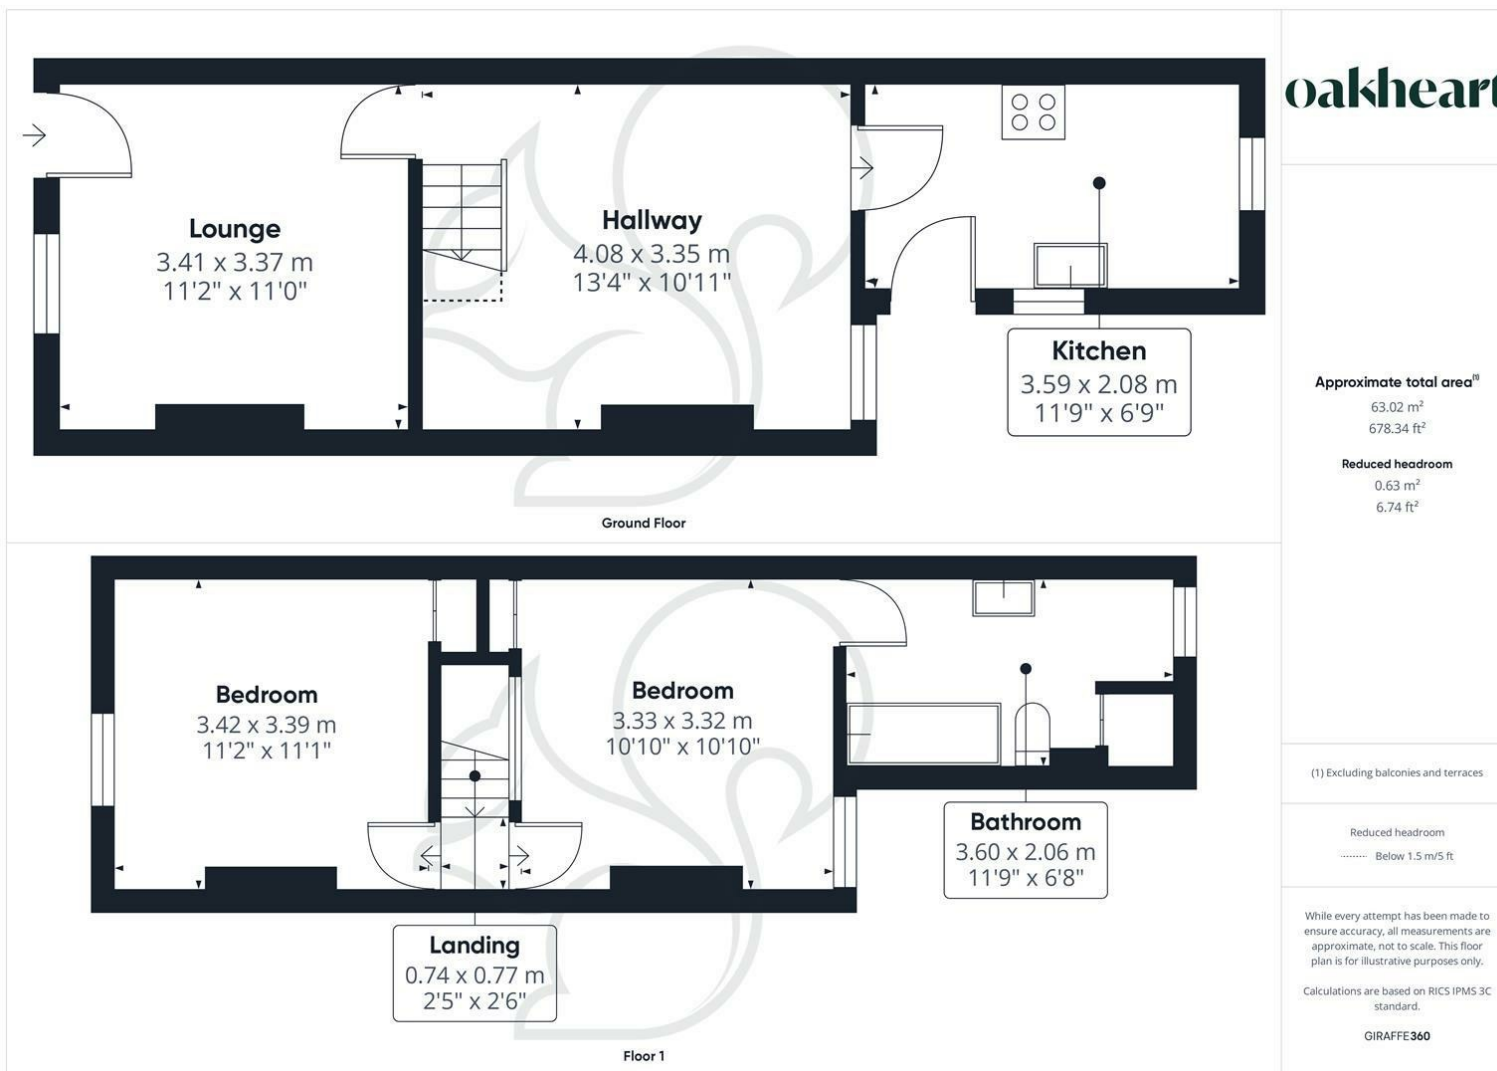 oakheart
Lounge
3.41 x 3.37 m
11'2" x 11'0"
Hallway
4.08 x 3.35 m
13'4" x 10'11"
Kitchen
3.59 x 2.08 m
11'9" x 6'9"
Ground Floor
Bedroom
3.42 x 3.39 m
11'2" x 11'1"
Bedroom
3.33 x 3.32 m
10'10" x 10'10"
Bathroom
3.60 x 2.06 m
11'9" x 6'8"
Landing
0.74 x 0.77 m
2'5" x 2'6"
Floor 1
Approximate total area⁽¹⁾
63.02 m²
678.34 ft²
Reduced headroom
0.63 m²
6.74 ft²
(1) Excluding balconies and terraces
Reduced headroom
Below 1.5 m/5 ft
While every attempt has been made to
ensure accuracy, all measurements are
approximate, not to scale. This floor
plan is for illustrative purposes only.
Calculations are based on RICS IPMS 3C
standard.
GIRAFFE360